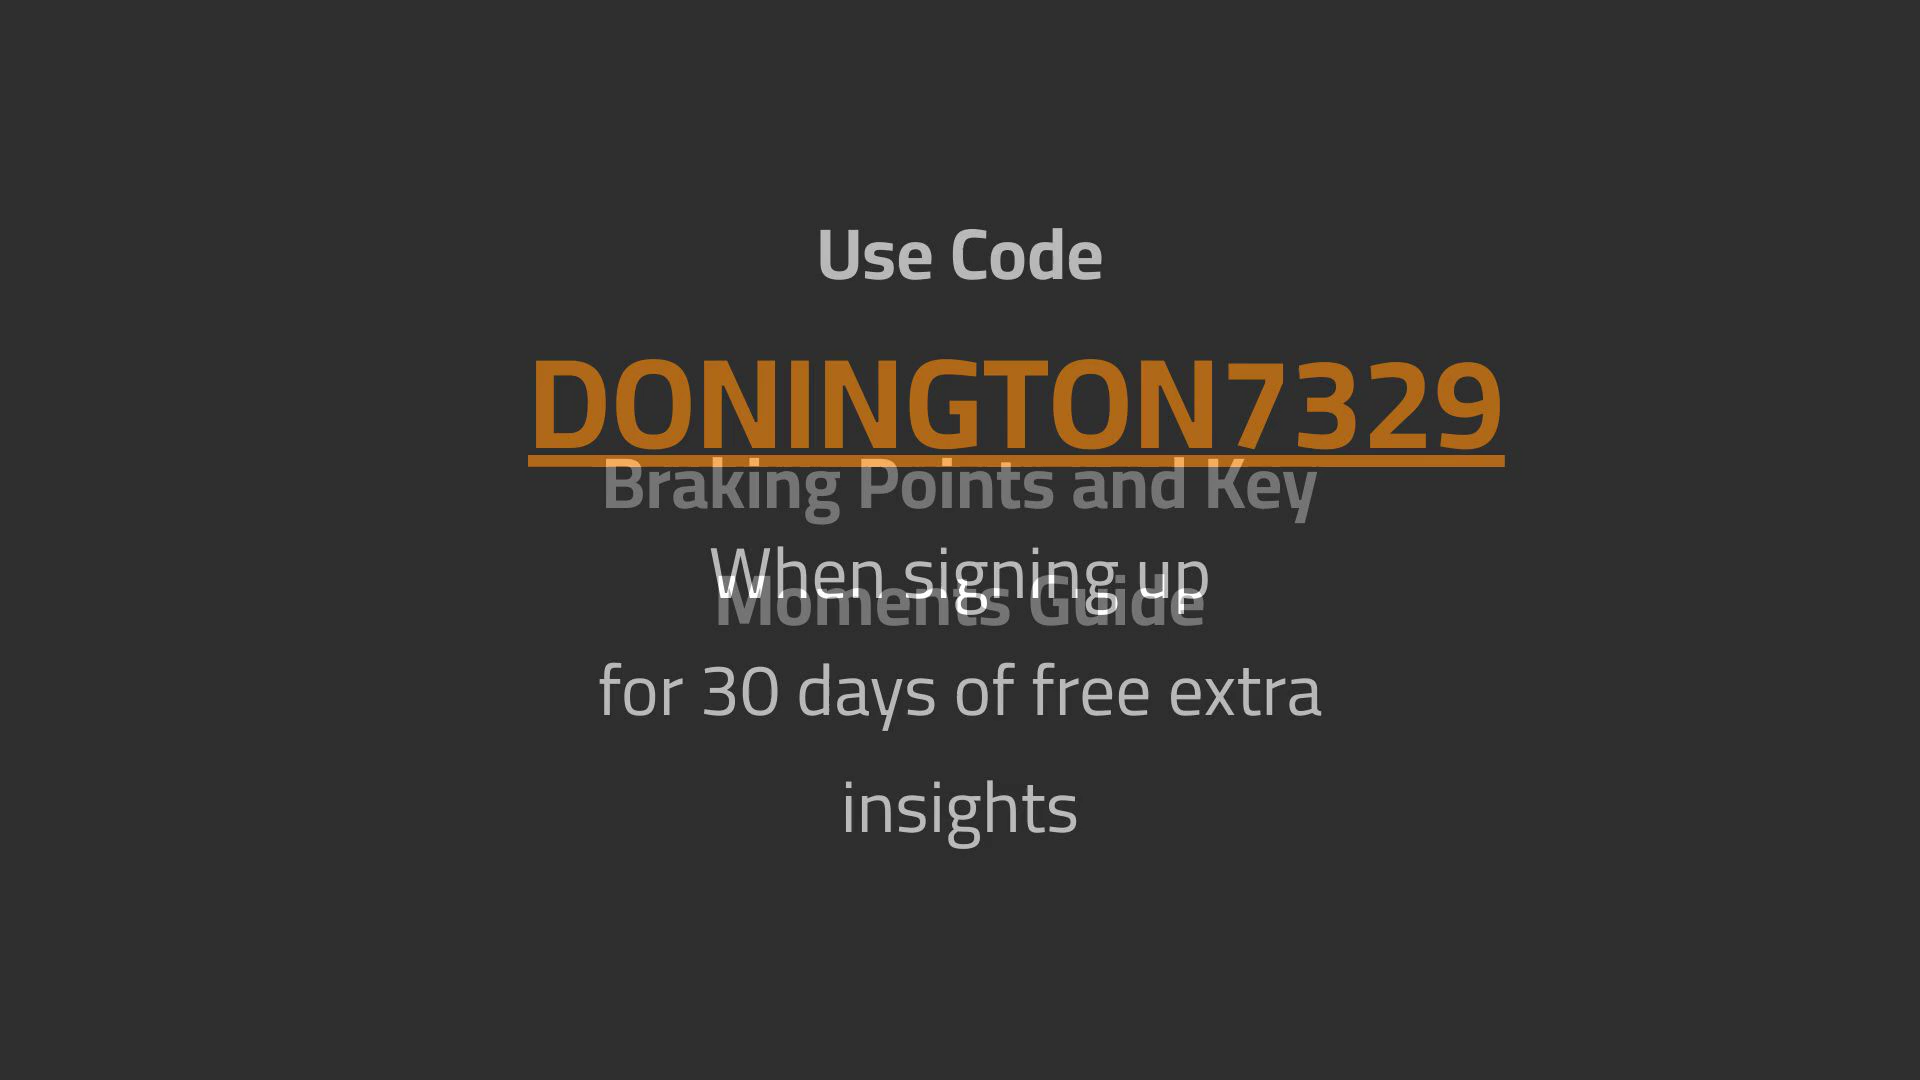 Use Code
DONINGTON7329
Braking Points and Key
When signing up
Moments Guide
for 30 days of free extra
insights